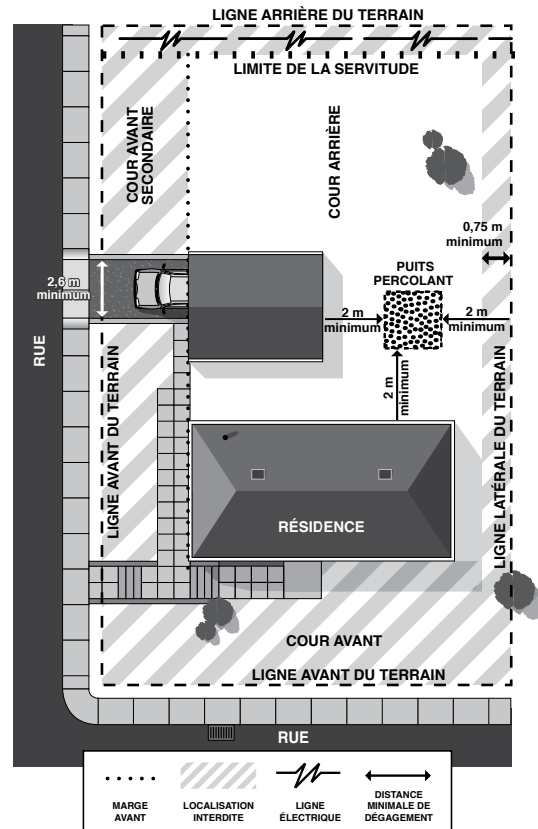 LIGNE ARRIÈRE DU TERRAIN
LIMITE DE LA SERVITUDE
COUR AVANT
SECONDAIRE
COUR ARRIÈRE
0,75 m
minimum
2,6 m
minimum
PUITS
PERCOLANT
2 m
minimum
2 m
minimum
2 m
minimum
RUE
LIGNE AVANT DU TERRAIN
LIGNE LATÉRALE DU TERRAIN
RÉSIDENCE
COUR AVANT
LIGNE AVANT DU TERRAIN
RUE
MARGE
AVANT
LOCALISATION
INTERDITE
LIGNE
ÉLECTRIQUE
DISTANCE
MINIMALE DE
DÉGAGEMENT